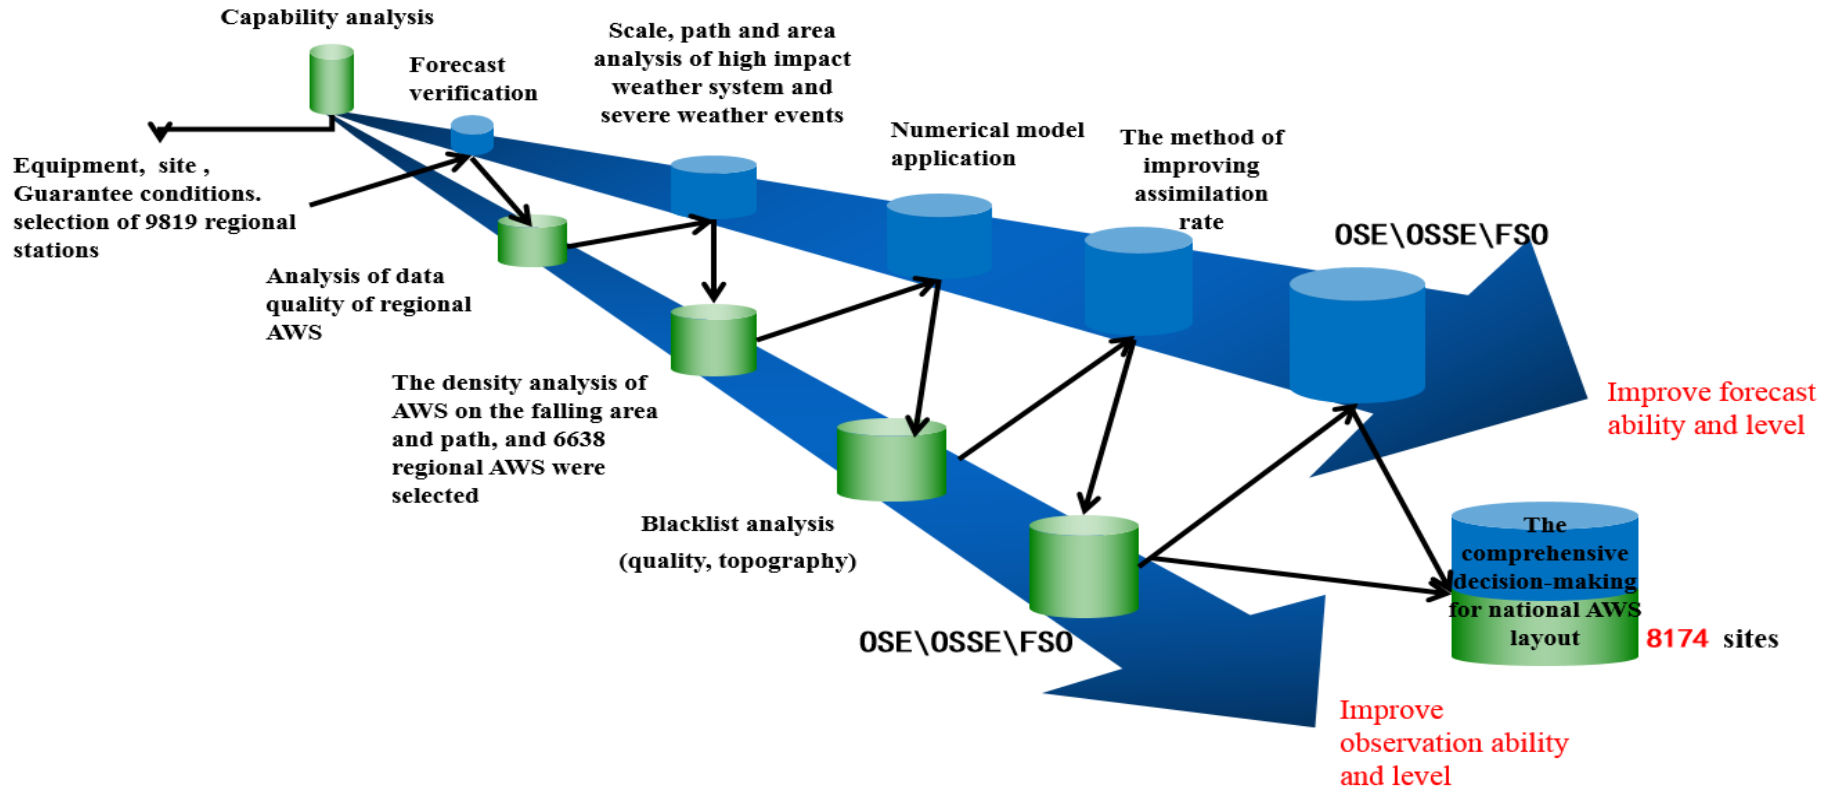 Capability analysis
Forecast
verification
Scale, path and area
analysis of high impact
weather system and
severe weather events
Numerical model
application
The method of
improving
assimilation
rate
OSE\OSSE\FSO
Equipment, site ,
Guarantee conditions.
selection of 9819 regional
stations
Analysis of data
quality of regional
AWS
The density analysis of
AWS on the falling area
and path, and 6638
regional AWS were
selected
Blacklist analysis
(quality, topography)
OSE\OSSE\FSO
Improve forecast
ability and level
The
comprehensive
decision-making
for national AWS
layout
8174 sites
Improve
observation ability
and level